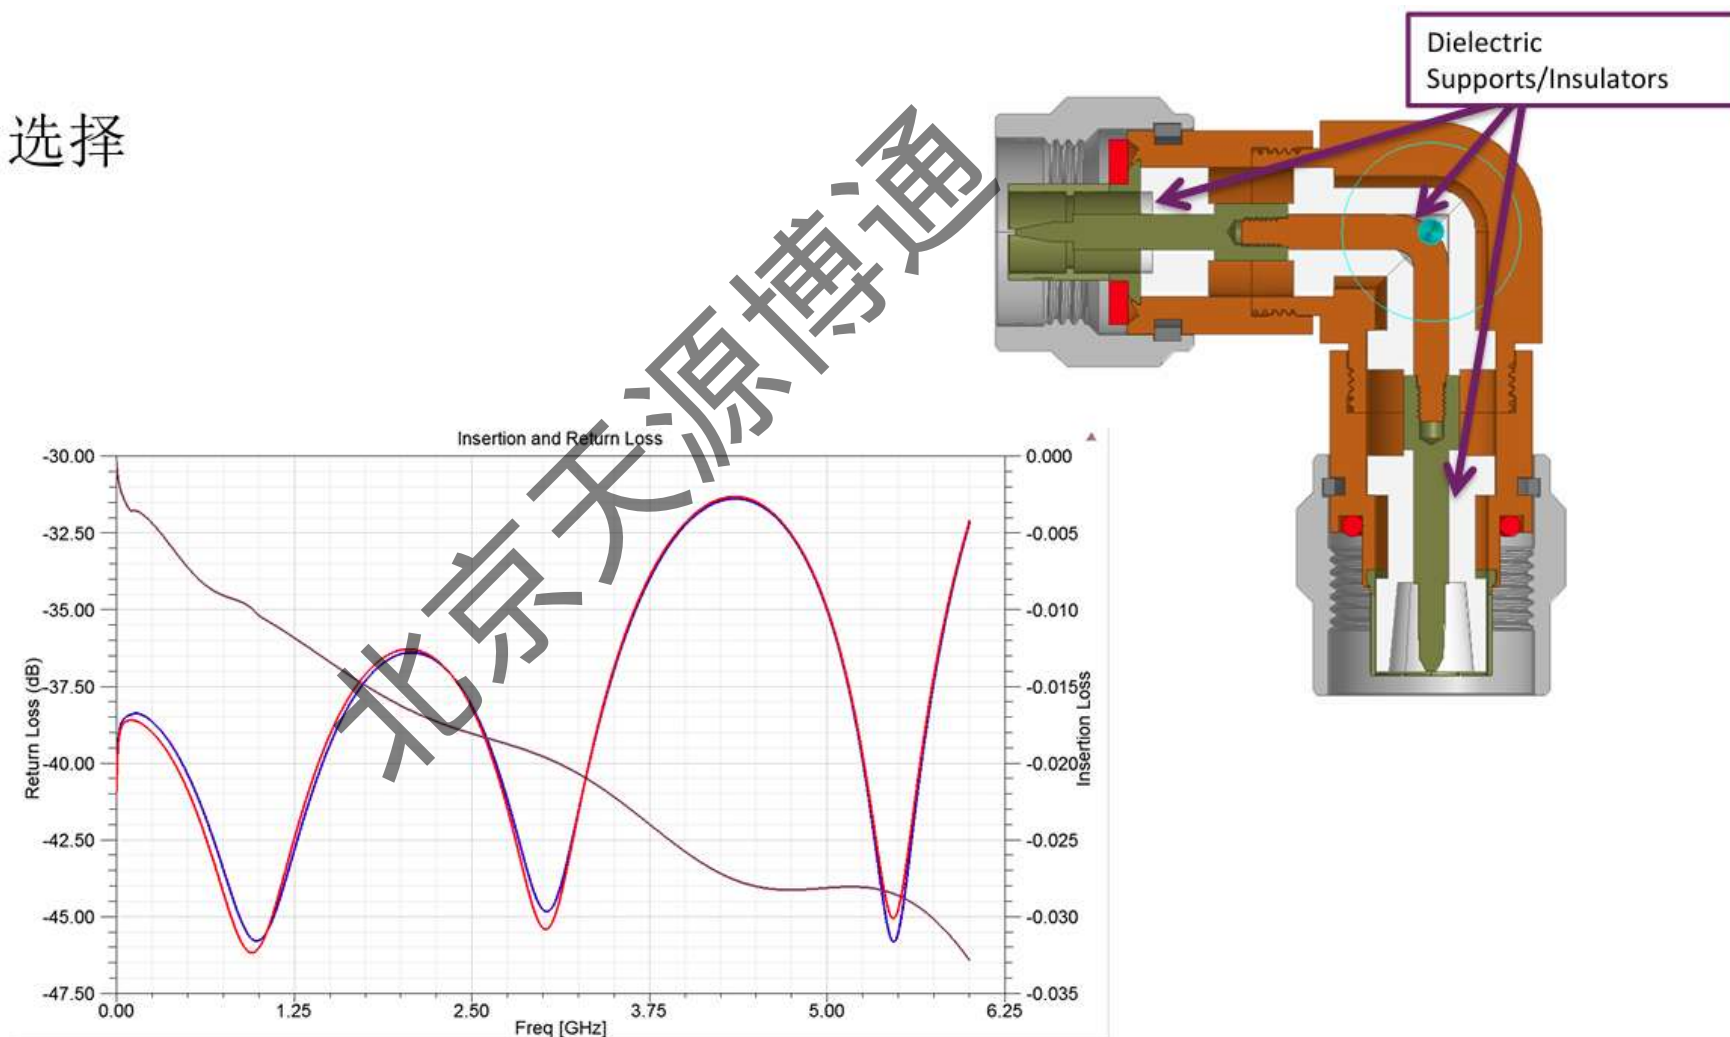 选择
Dielectric
Supports/Insulators
北京天源博通
Insertion and Return Loss
-30.00
-32.50
-35.00
-37.50
-40.00
-42.50
-45.00
-47.50
Return Loss (dB)
0.000
-0.005
-0.010
-0.015
-0.020
-0.025
-0.030
-0.035
Insertion Loss
0.00 1.25 2.50 3.75 5.00 6.25
Freq [GHz]